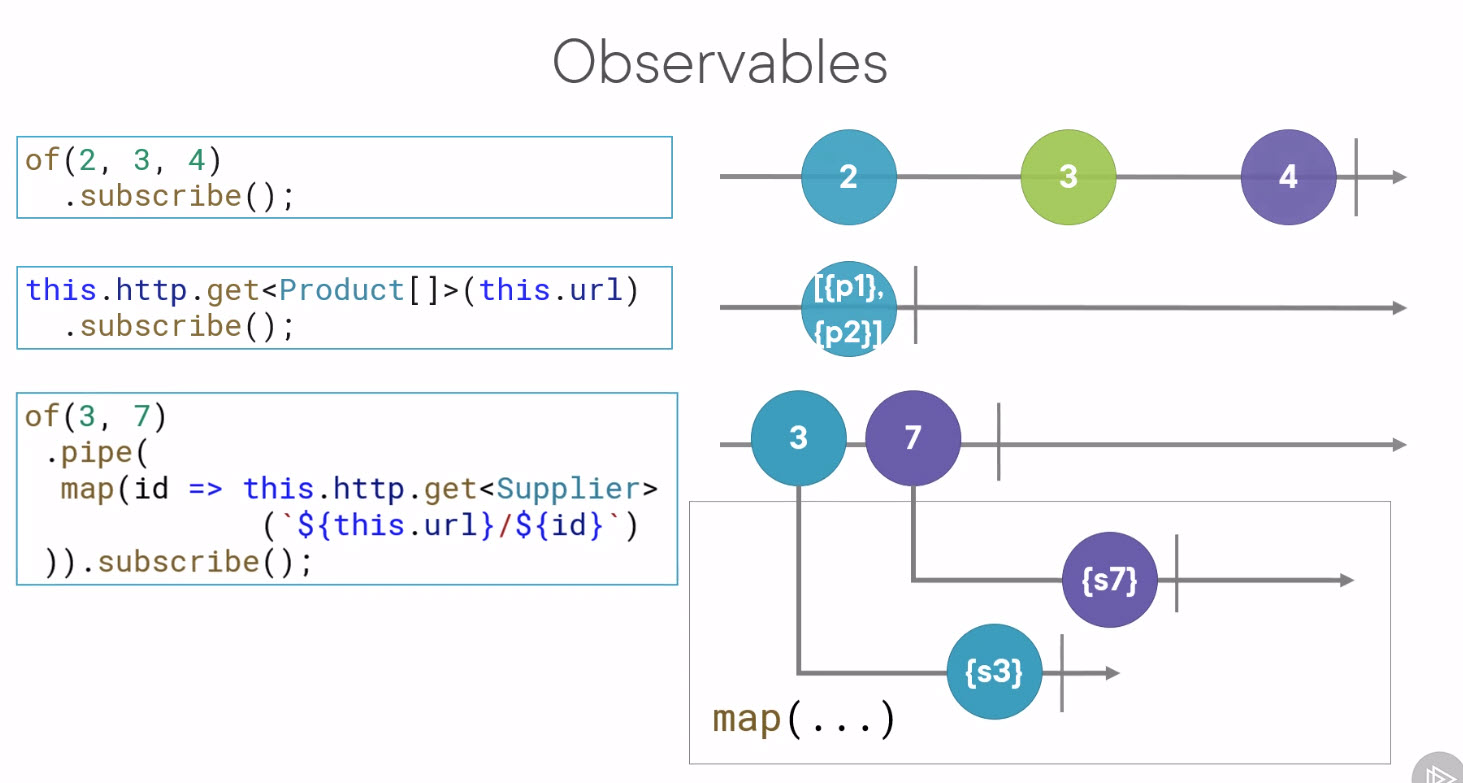 Observables
of(2, 3, 4)
.subscribe();
2
3
4
this.http.get<Product[]>(this.url)
.subscribe();
[{p1},
{p2}]
of(3, 7)
.pipe(
map(id => this.http.get<Supplier>
(`${this.url}/${id}`)
)).subscribe();
3
7
{s7}
{s3}
map(...)